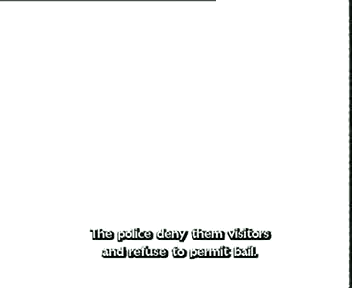 The police deny them visitors
and refuse to permit bail.